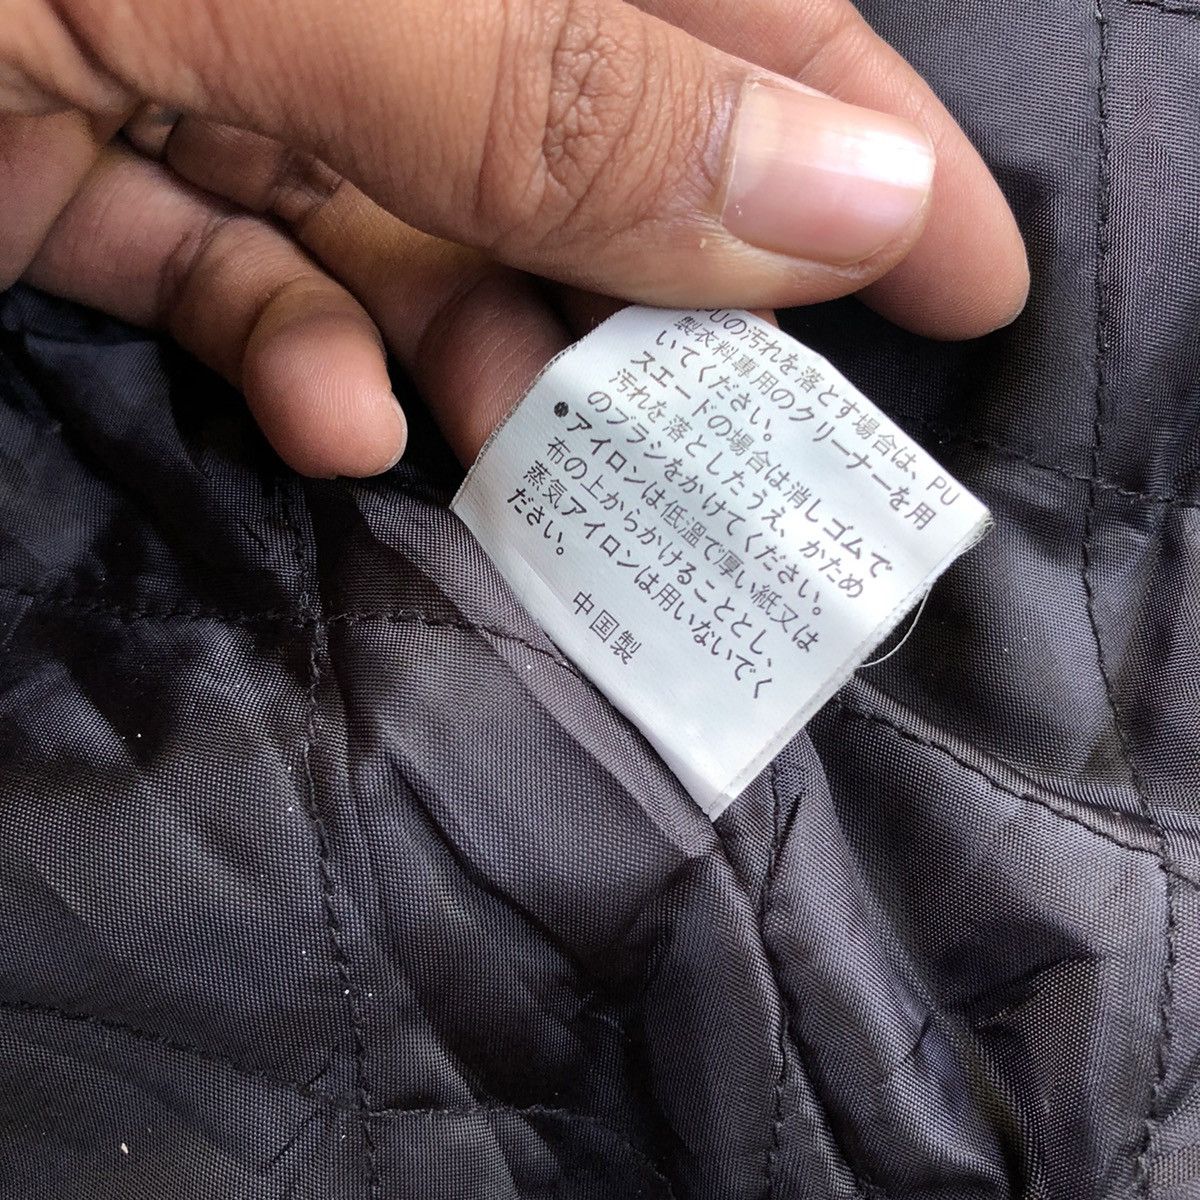 PUの汚れを落とす場合は、PU
製衣料専用のクリーナーを用
いてください。
スエードの場合は消しゴムで
汚れを落としたうえ、かため
のブラシをかけてください。
●アイロンは低温で厚い紙又は
布の上からかけることとし、
蒸気アイロンは用いないでく
ださい。
中国製